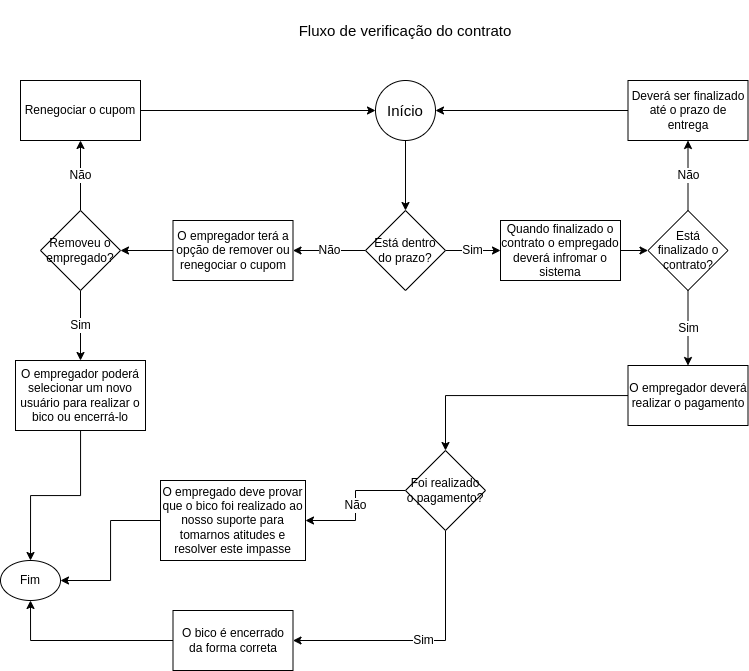 Fluxo de verificação do contrato
Renegociar o cupom
Início
Deverá ser finalizado
até o prazo de
entrega
Não
Não
Removeu o
empregado?
O empregador terá a
opção de remover ou
renegociar o cupom
Não
Está dentro
do prazo?
Sim
Quando finalizado o
contrato o empregado
deverá infromar o
sistema
Está
finalizado o
contrato?
Sim
Sim
O empregador poderá
selecionar um novo
usuário para realizar o
bico ou encerrá-lo
O empregador deverá
realizar o pagamento
Foi realizado
o pagamento?
Não
O empregado deve provar
que o bico foi realizado ao
nosso suporte para
tomarnos atitudes e
resolver este impasse
Fim
O bico é encerrado
da forma correta
Sim